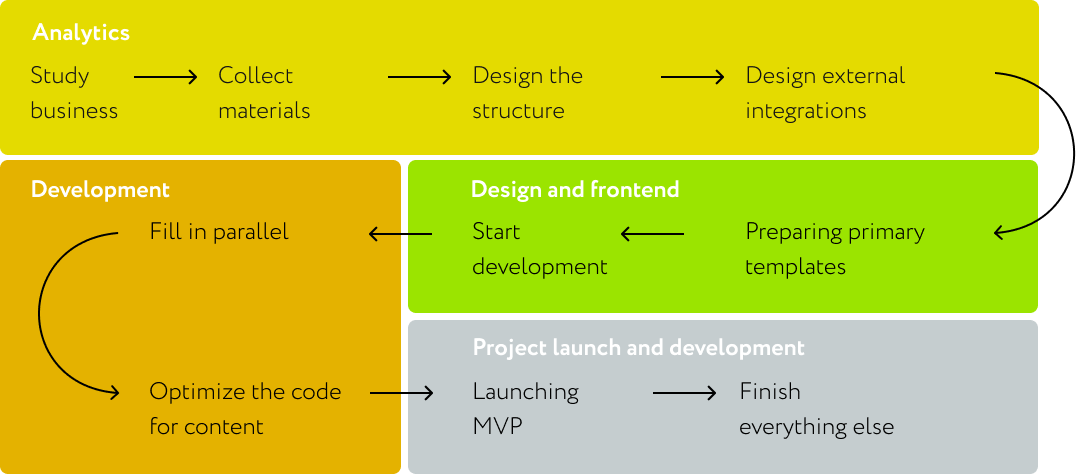 Analytics
Study
business
Collect
materials
Design the
structure
Design external
integrations
Design and frontend
Preparing primary
templates
Start
development
Development
Fill in parallel
Optimize the code
for content
Project launch and development
Launching
MVP
Finish
everything else